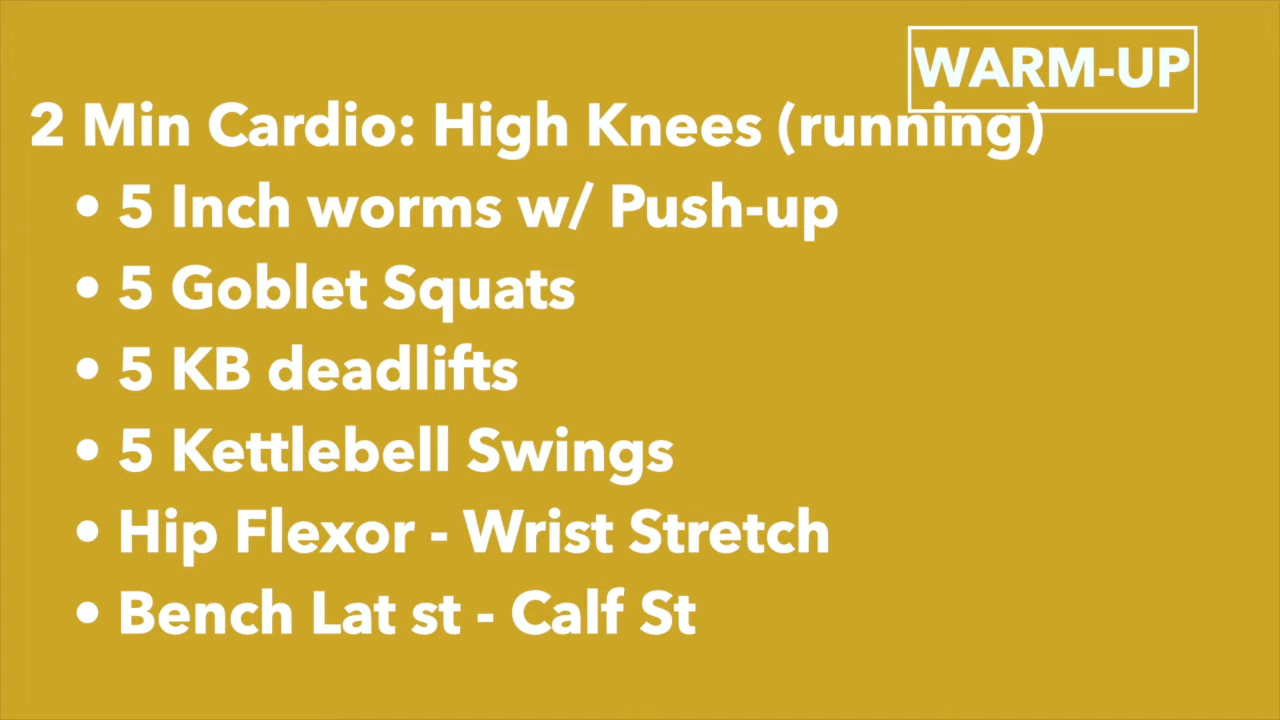 WARM-UP
2 Min Cardio: High Knees (running)
• 5 Inch worms w/ Push-up
• 5 Goblet Squats
• 5 KB deadlifts
• 5 Kettlebell Swings
• Hip Flexor - Wrist Stretch
• Bench Lat st - Calf St